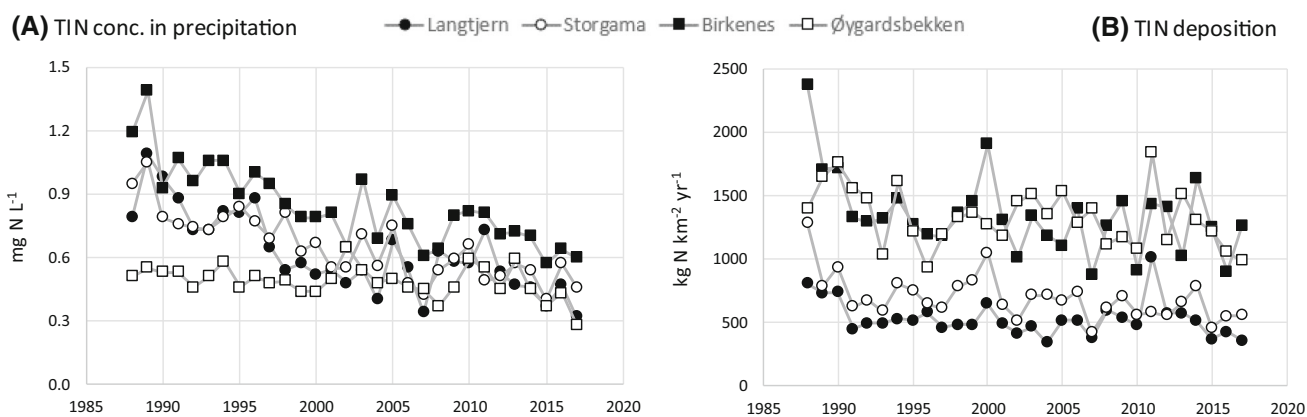 (A) TIN conc. in precipitation
Langtjern Storgama Birkenes Øygardsbekken
(B) TIN deposition
mg N L-1
1.5
1.2
0.9
0.6
0.3
0.0
1985 1990 1995 2000 2005 2010 2015 2020
kg N km-2 yr-1
2500
2000
1500
1000
500
0
1985 1990 1995 2000 2005 2010 2015 2020